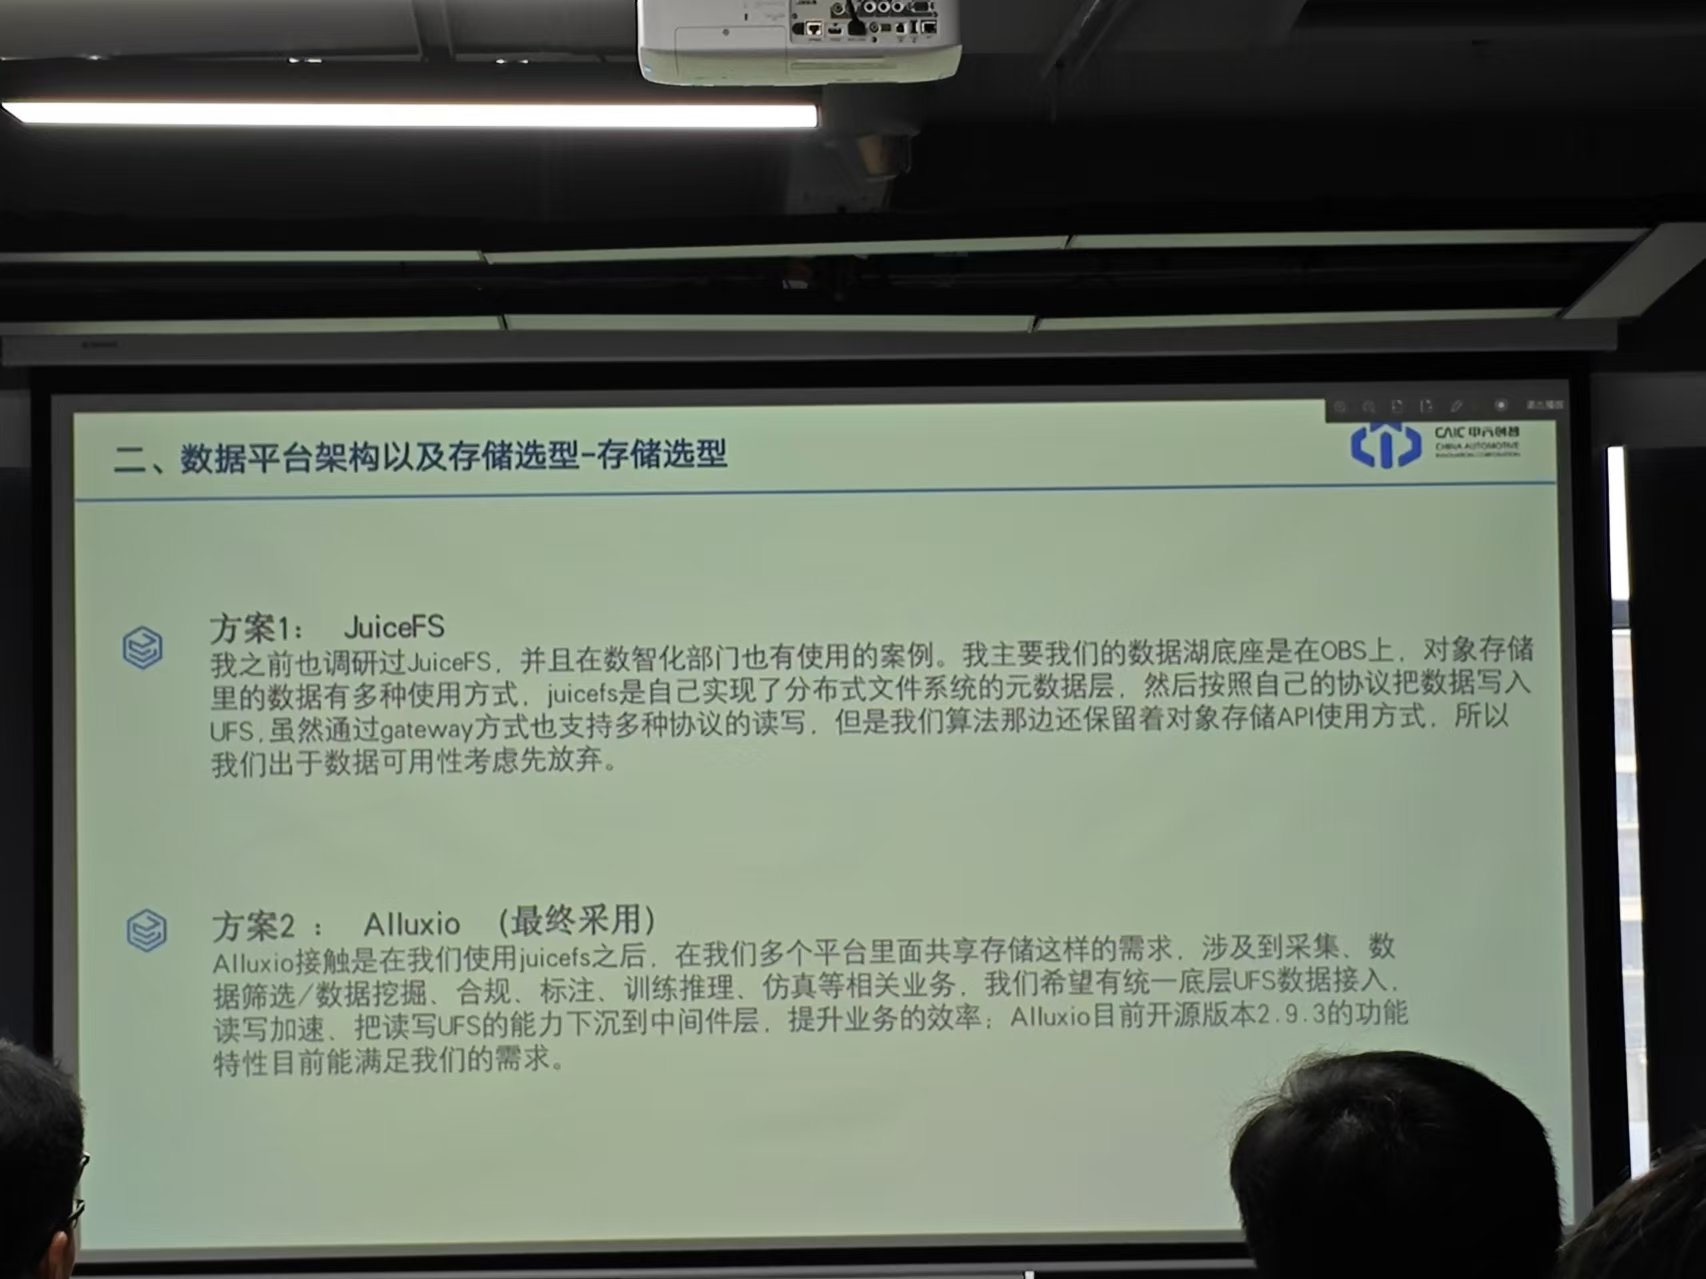 二、数据平台架构以及存储选型-存储选型
CAIC 中汽创智
CHINA AUTOMOTIVE
INNOVATION CORPORATION
方案1： JuiceFS
我之前也调研过JuiceFS，并且在数智化部门也有使用的案例。我主要我们的数据湖底座是在OBS上，对象存储
里的数据有多种使用方式，juicefs是自己实现了分布式文件系统的元数据层，然后按照自己的协议把数据写入
UFS,虽然通过gateway方式也支持多种协议的读写，但是我们算法那边还保留着对象存储API使用方式，所以
我们出于数据可用性考虑先放弃。
方案2 ： Alluxio （最终采用）
Alluxio接触是在我们使用juicefs之后，在我们多个平台里面共享存储这样的需求，涉及到采集、数
据筛选/数据挖掘、合规、标注、训练推理、仿真等相关业务，我们希望有统一底层UFS数据接入，
读写加速、把读写UFS的能力下沉到中间件层，提升业务的效率；Alluxio目前开源版本2.9.3的功能
特性目前能满足我们的需求。